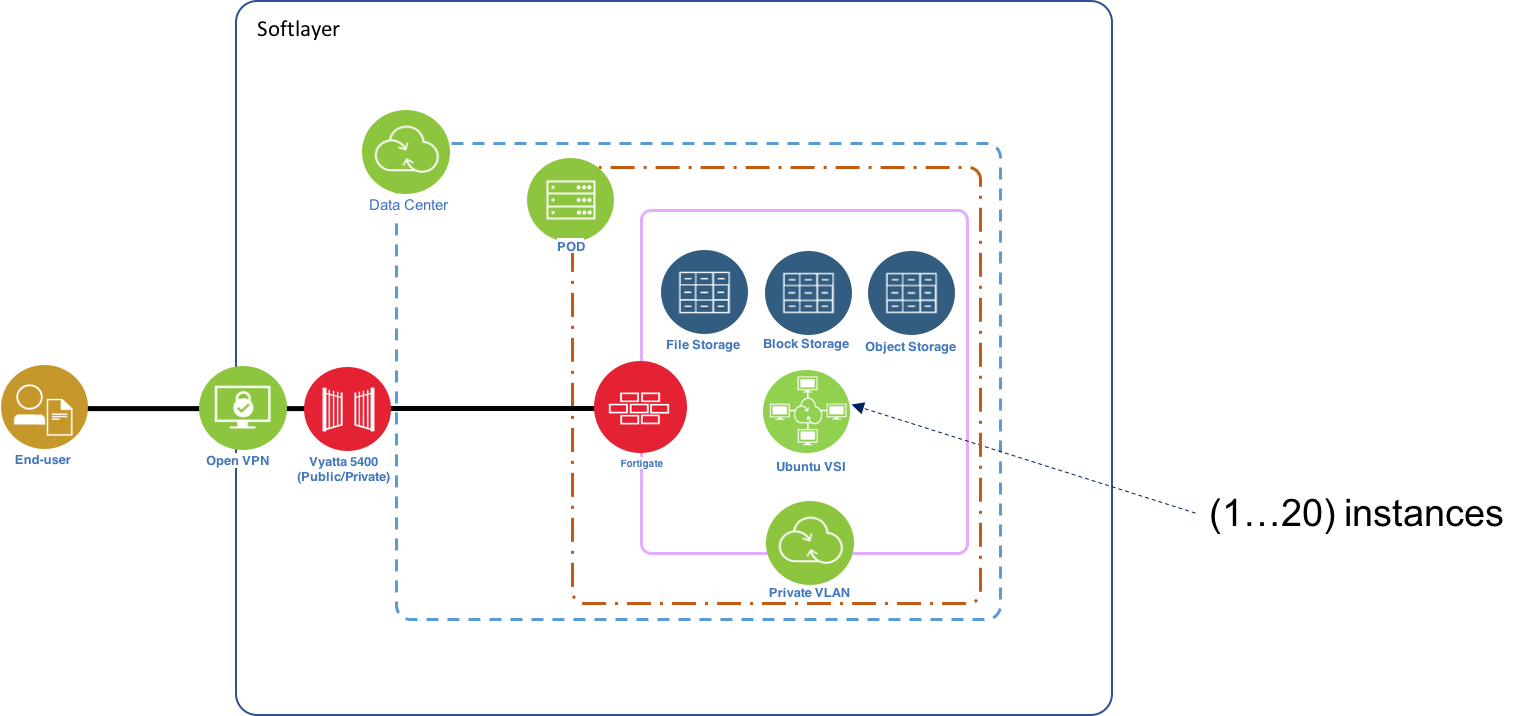 Softlayer
Data Center
POD
File Storage
Block Storage
Object Storage
End-user
Open VPN
Vyatta 5400
(Public/Private)
Fortigate
Ubuntu VSI
(1…20) instances
Private VLAN